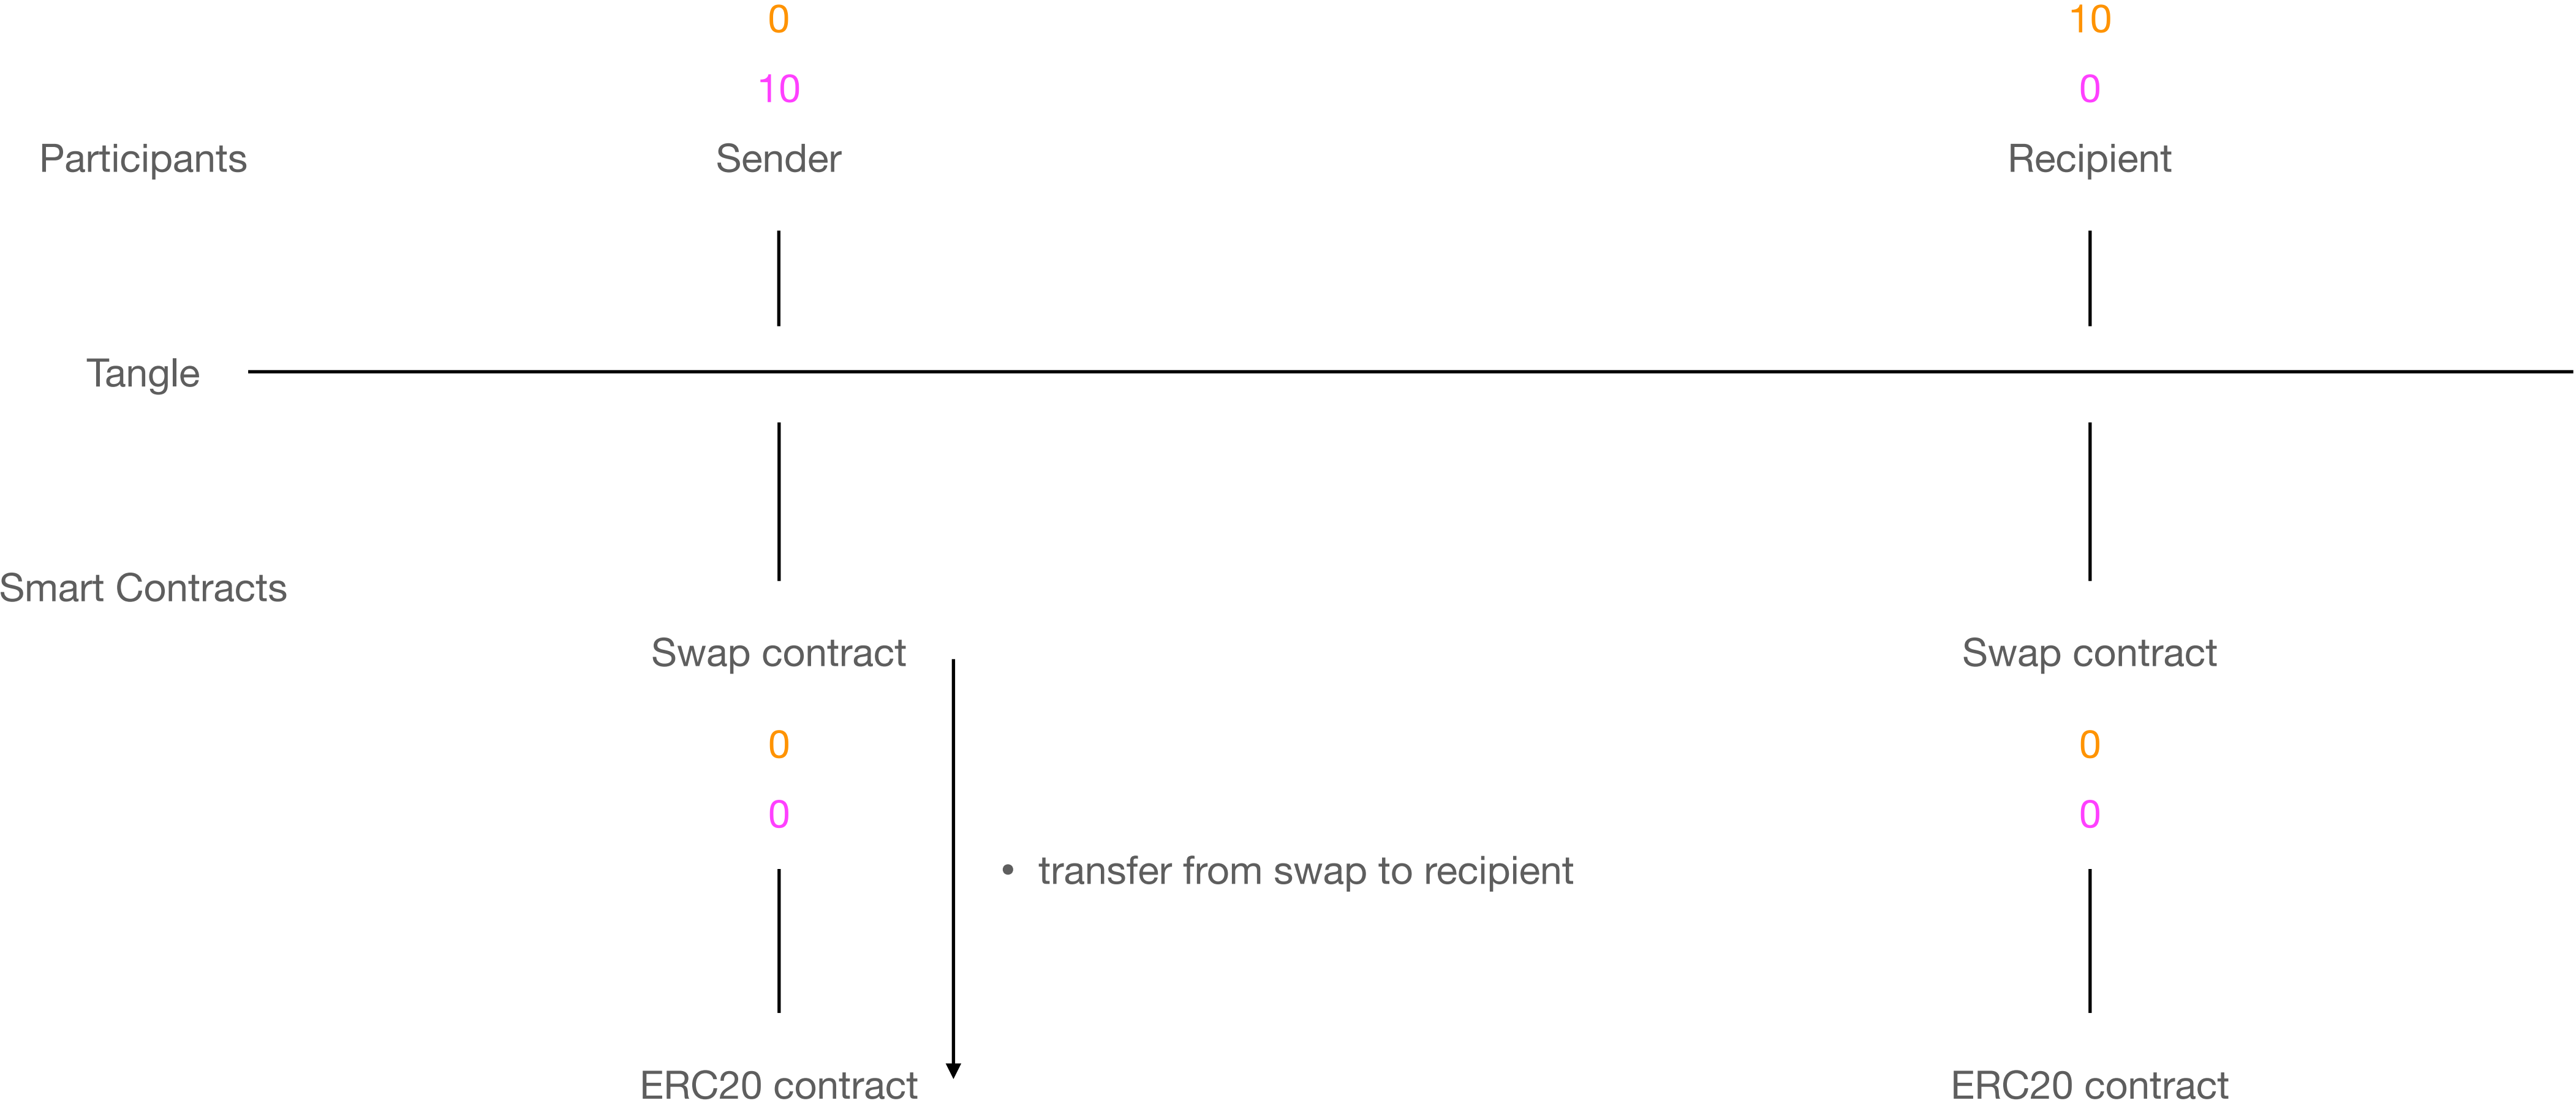 0
10
10
0
Participants
Sender
Recipient
Tangle
Smart Contracts
Swap contract
Swap contract
0
0
0
0
• transfer from swap to recipient
ERC20 contract
ERC20 contract